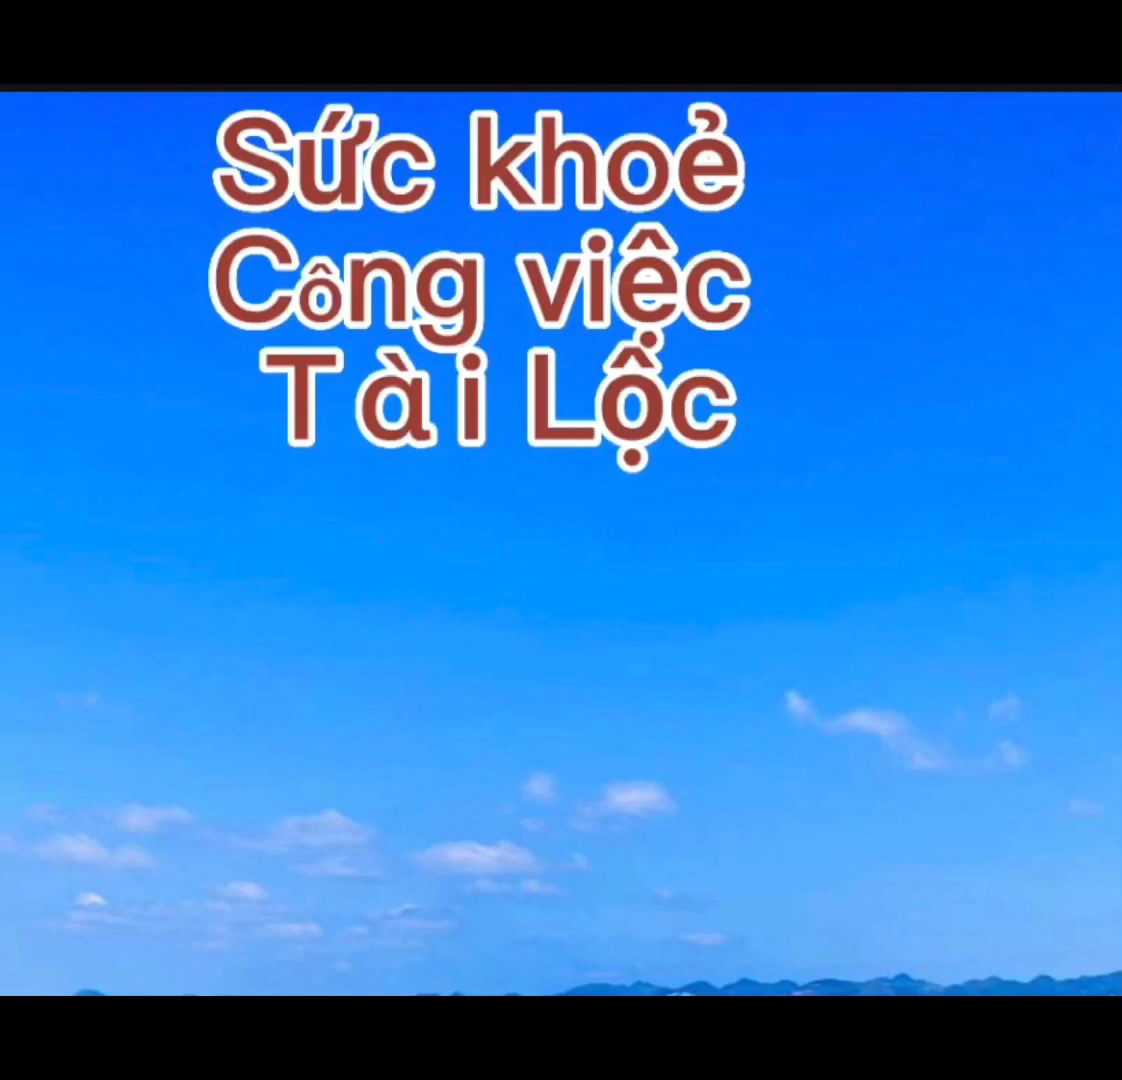 Sức khoẻ
Công việc
Tài Lộc